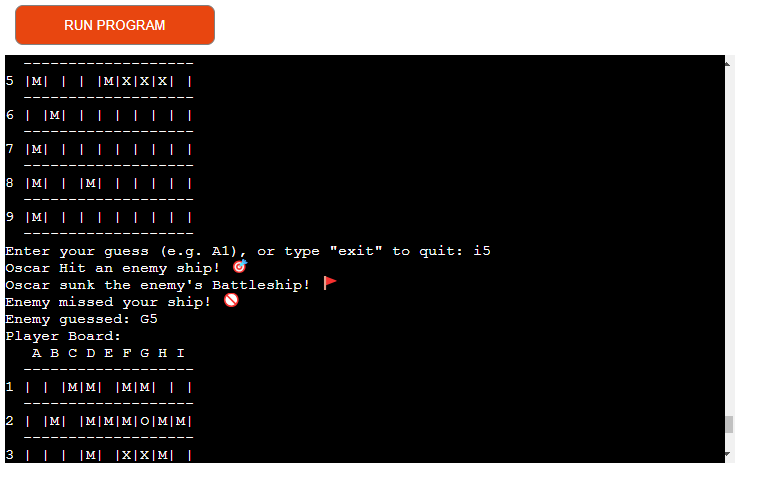 RUN PROGRAM
-------------------
5 |M| | | |M|X|X|X| |
-------------------
6 | |M| | | | | | | |
-------------------
7 |M| | | | | | | | |
-------------------
8 |M| | |M| | | | | |
-------------------
9 |M| | | | | | | | |
-------------------
Enter your guess (e.g. A1), or type "exit" to quit: i5
Oscar Hit an enemy ship! 🎯
Oscar sunk the enemy's Battleship! 🚩
Enemy missed your ship! 🚫
Enemy guessed: G5
Player Board:
A B C D E F G H I
-------------------
1 | | |M|M| |M|M| | |
-------------------
2 | |M| |M|M|M|O|M|M|
-------------------
3 | | | |M| |X|X|M| |